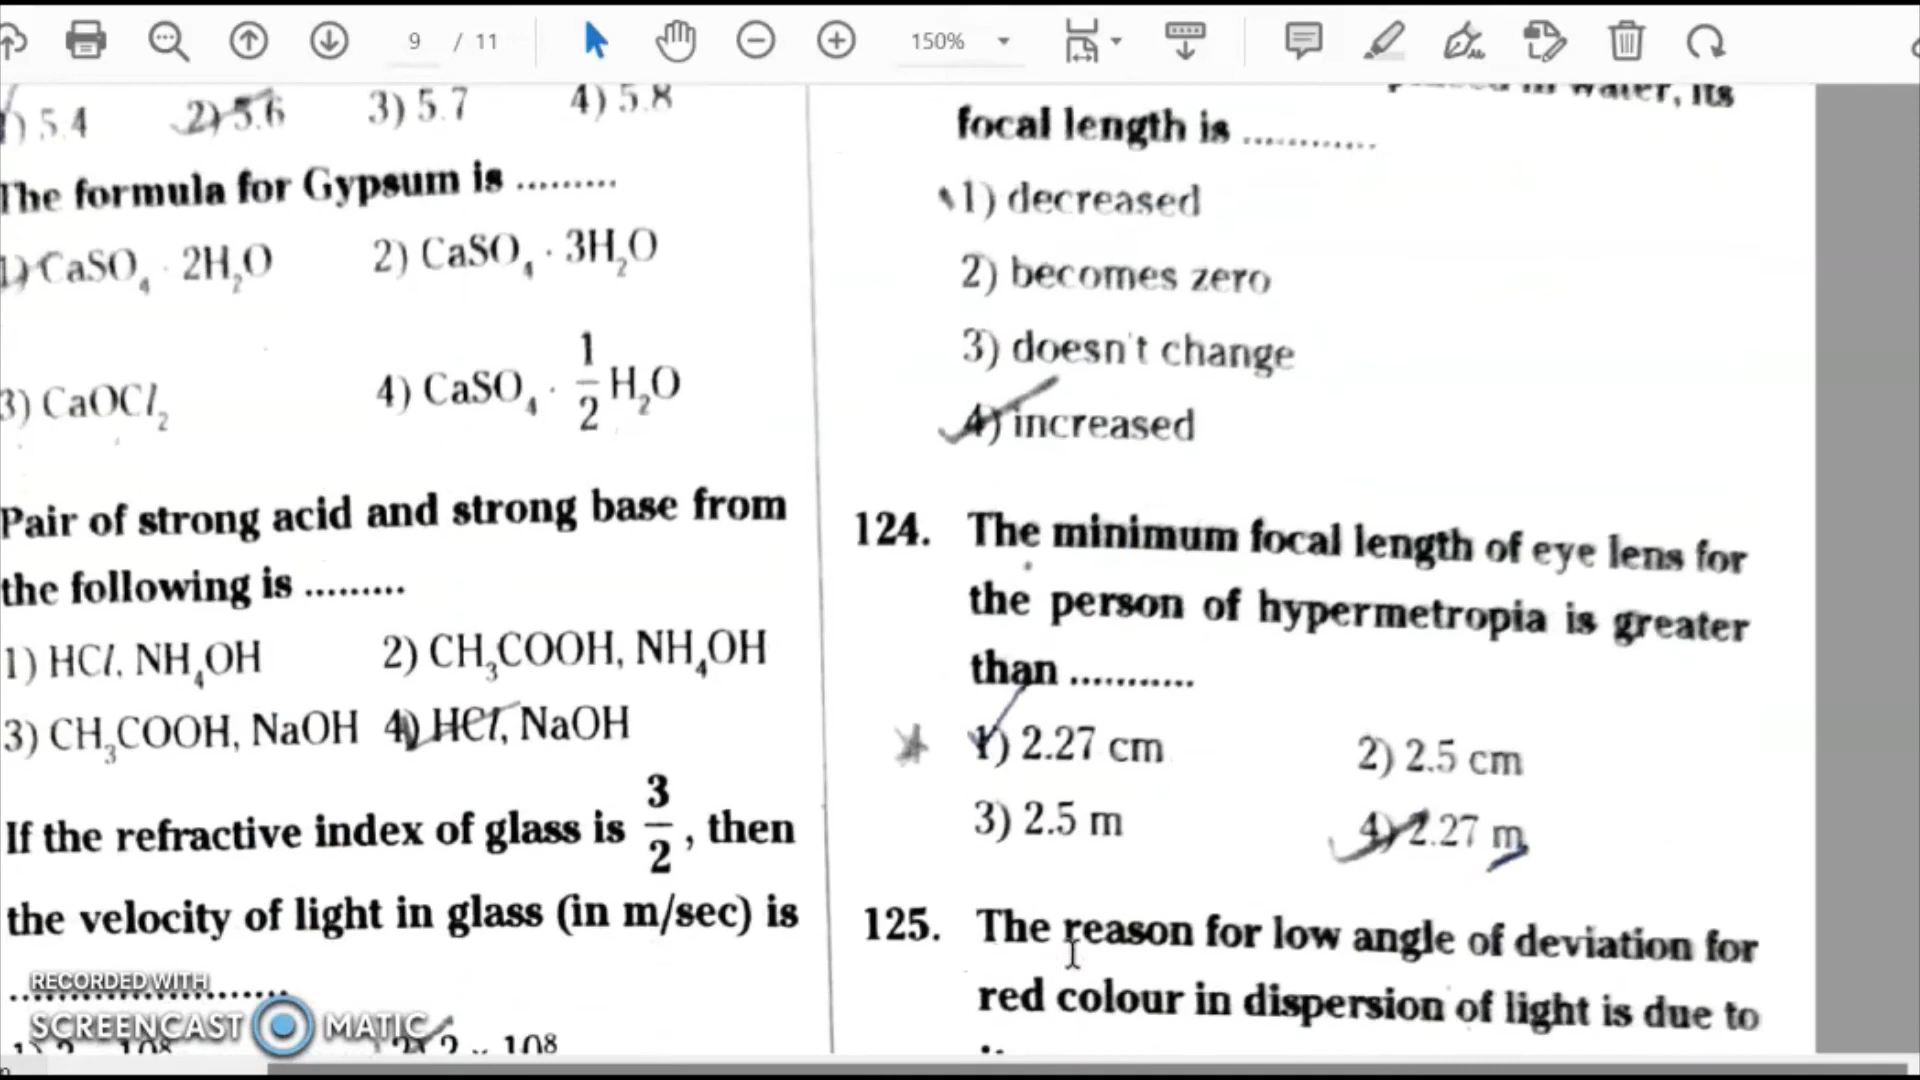 9 / 11
150%
1) 5.4 2) 5.6 3) 5.7 4) 5.8
The formula for Gypsum is .........
1) CaSO₄ · 2H₂O 2) CaSO₄ · 3H₂O
3) CaOCl₂ 4) CaSO₄ · 1/2 H₂O
Pair of strong acid and strong base from
the following is .........
1) HCl, NH₄OH 2) CH₃COOH, NH₄OH
3) CH₃COOH, NaOH 4) HCl, NaOH
If the refractive index of glass is 3/2, then
the velocity of light in glass (in m/sec) is
.......................
in water, its
focal length is ............
1) decreased
2) becomes zero
3) doesn't change
4) increased
124. The minimum focal length of eye lens for
the person of hypermetropia is greater
than ...........
1) 2.27 cm 2) 2.5 cm
3) 2.5 m 4) 2.27 m
125. The reason for low angle of deviation for
red colour in dispersion of light is due to
RECORDED WITH
SCREENCAST MATIC